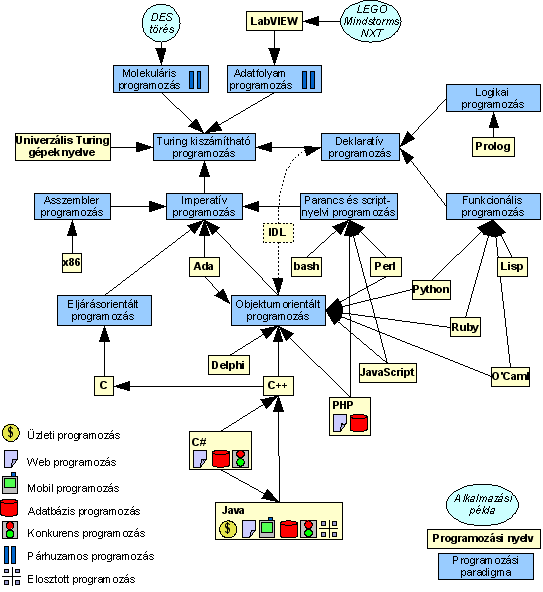 DES
törés
LabVIEW
LEGO
Mindstorms
NXT
Molekuláris
programozás
Adatfolyam
programozás
Logikai
programozás
Univerzális Turing
gépek nyelve
Turing kiszámítható
programozás
Deklaratív
programozás
Prolog
Asszembler
programozás
Imperatív
programozás
Parancs és script-
nyelvi programozás
Funkcionális
programozás
IDL
x86
Ada
bash
Perl
Lisp
Python
Eljárásorientált
programozás
Objektum orientált
programozás
Ruby
Delphi
JavaScript
O'Caml
C
C++
PHP
C#
Java
$ Üzleti programozás
Web programozás
Mobil programozás
Adatbázis programozás
Konkurens programozás
Párhuzamos programozás
Elosztott programozás
$
Alkalmazási
példa
Programozási nyelv
Programozási
paradigma